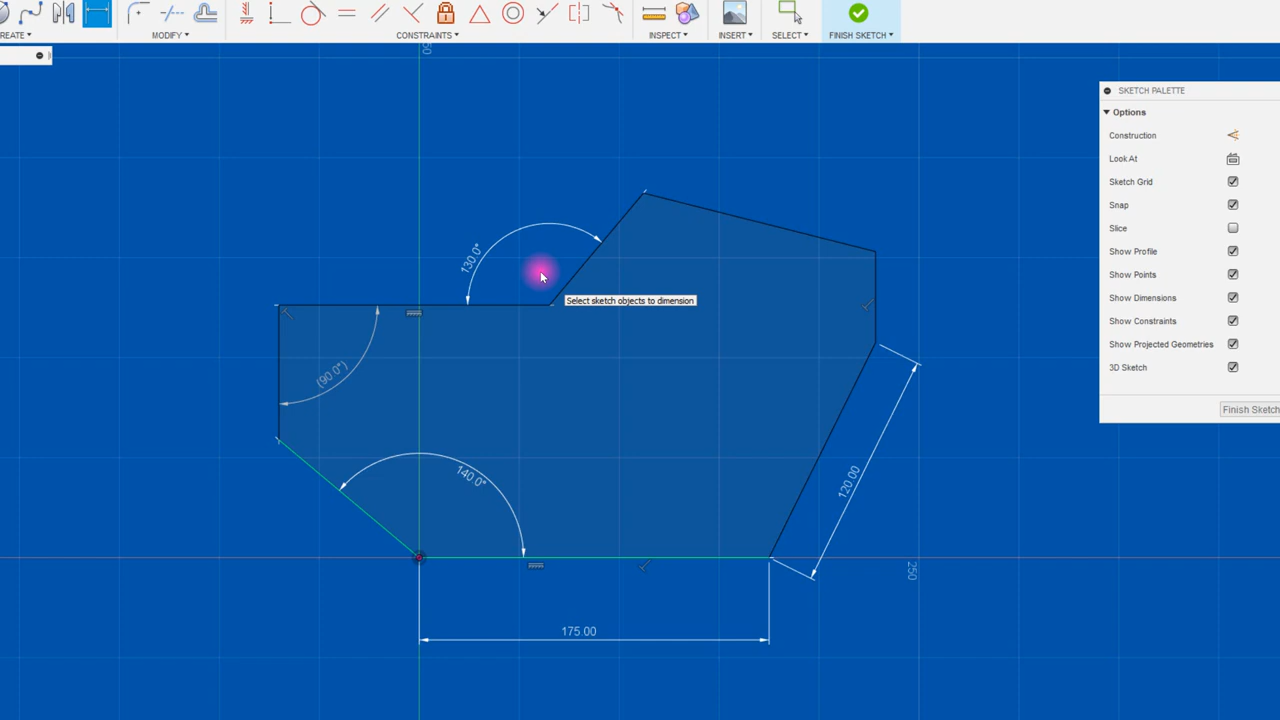 REATE ▾
MODIFY ▾
CONSTRAINTS ▾
INSPECT ▾
INSERT ▾
SELECT ▾
FINISH SKETCH ▾
50
SKETCH PALETTE
Options
Construction
Look At
Sketch Grid
Snap
Slice
Show Profile
Show Points
Show Dimensions
Show Constraints
Show Projected Geometries
3D Sketch
Finish Sketch
130.0°
Select sketch objects to dimension
(90.0°)
140.0°
120.00
250
175.00